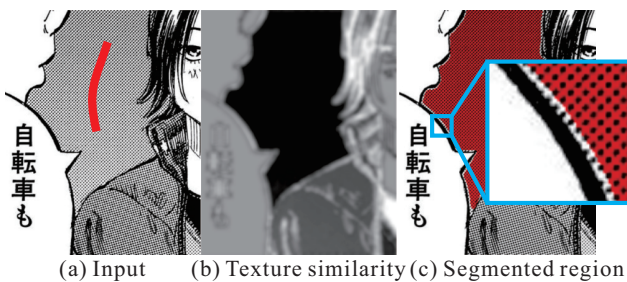 自転車も
自転車も
(a) Input
(b) Texture similarity
(c) Segmented region